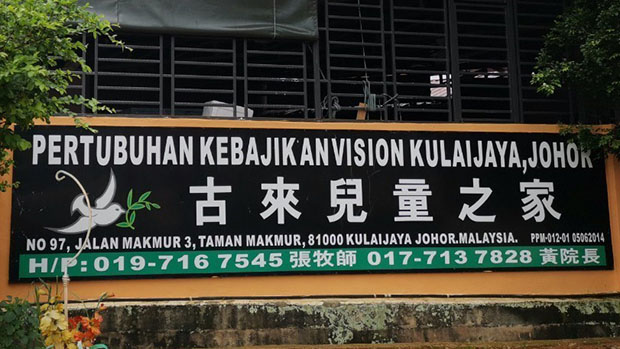 PERTUBUHAN KEBAJIKAN VISION KULAIJAYA, JOHOR
古來兒童之家
NO 97, JALAN MAKMUR 3, TAMAN MAKMUR, 81000 KULAIJAYA JOHOR.MALAYSIA. PPM-012-01 05062014
H/P: 019-716 7545 張牧師 017-713 7828 黃院長